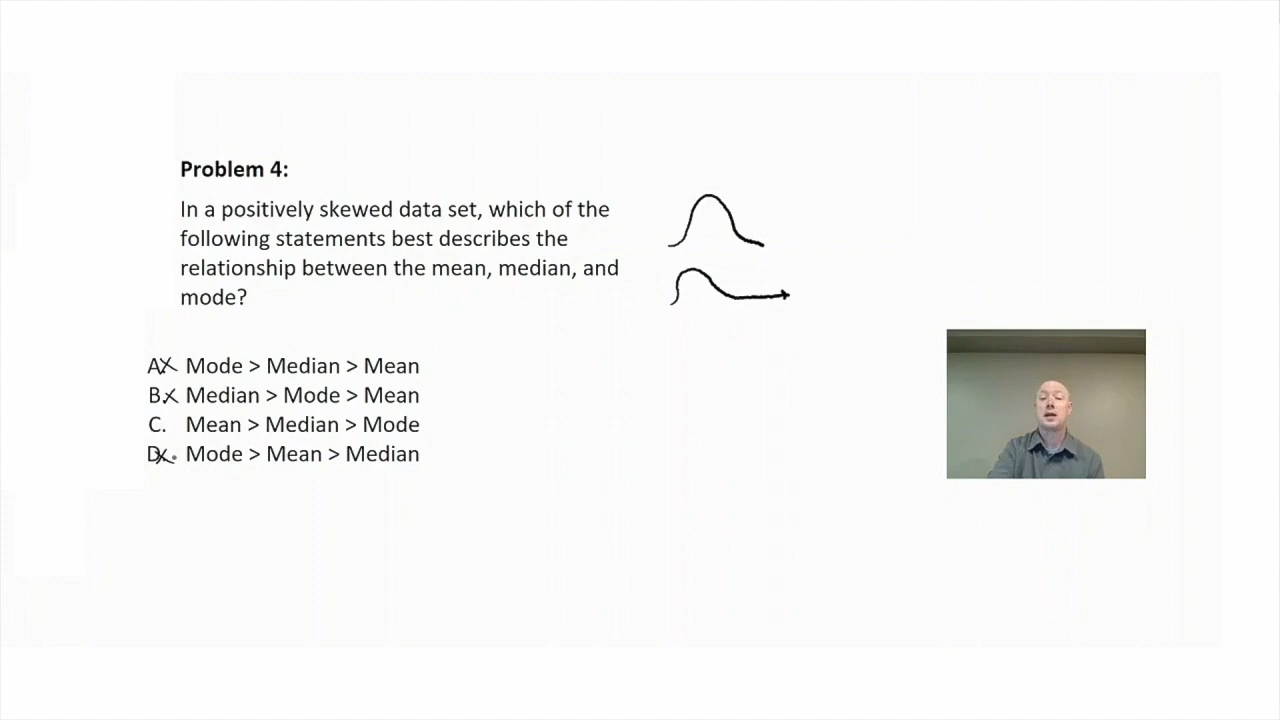 Problem 4:
In a positively skewed data set, which of the
following statements best describes the
relationship between the mean, median, and
mode?
A. Mode > Median > Mean
B. Median > Mode > Mean
C. Mean > Median > Mode
D. Mode > Mean > Median